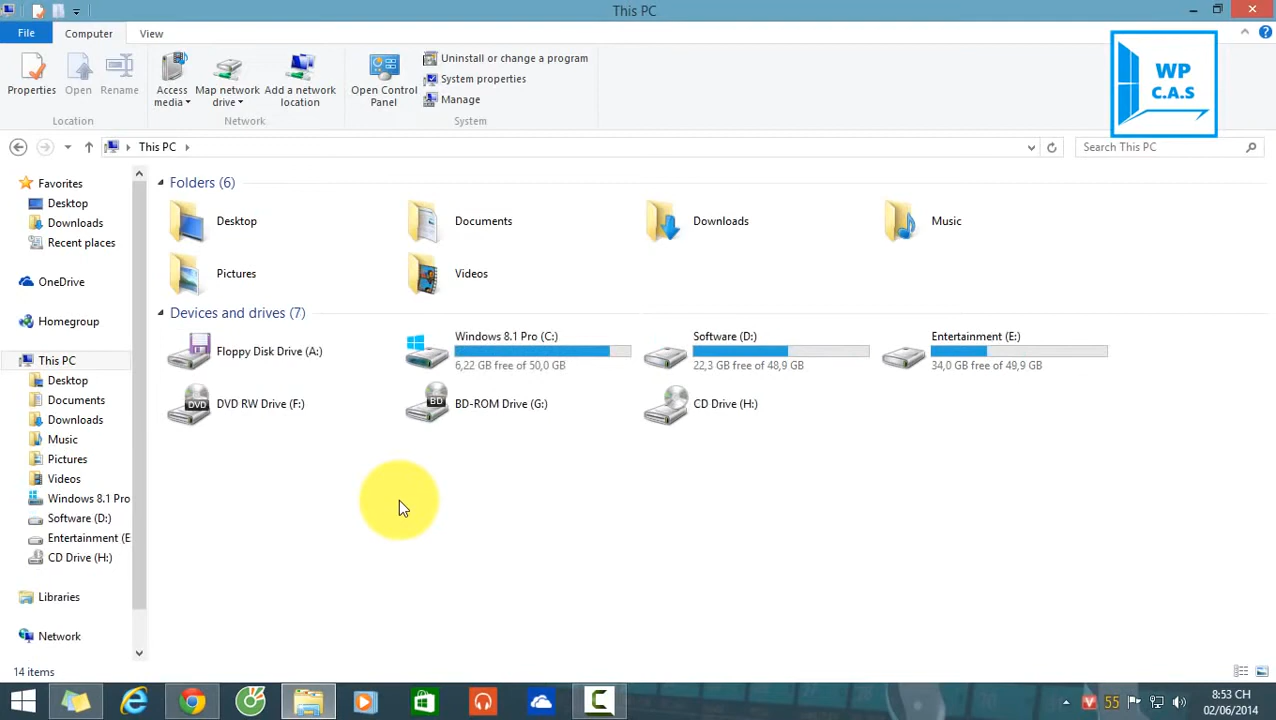 This PC
File
Computer
View
Properties
Open
Rename
Access
media
Map network
drive
Add a network
location
Open Control
Panel
Uninstall or change a program
System properties
Manage
Location
Network
System
WP
C.A.S
This PC
Search This PC
Favorites
Desktop
Downloads
Recent places
OneDrive
Homegroup
This PC
Desktop
Documents
Downloads
Music
Pictures
Videos
Windows 8.1 Pro
Software (D:)
Entertainment (E
CD Drive (H:)
Libraries
Network
Folders (6)
Desktop
Documents
Downloads
Music
Pictures
Videos
Devices and drives (7)
Floppy Disk Drive (A:)
Windows 8.1 Pro (C:)
6,22 GB free of 50,0 GB
Software (D:)
22,3 GB free of 48,9 GB
Entertainment (E:)
34,0 GB free of 49,9 GB
DVD
DVD RW Drive (F:)
BD
BD-ROM Drive (G:)
CD Drive (H:)
14 items
V
55
8:53 CH
02/06/2014